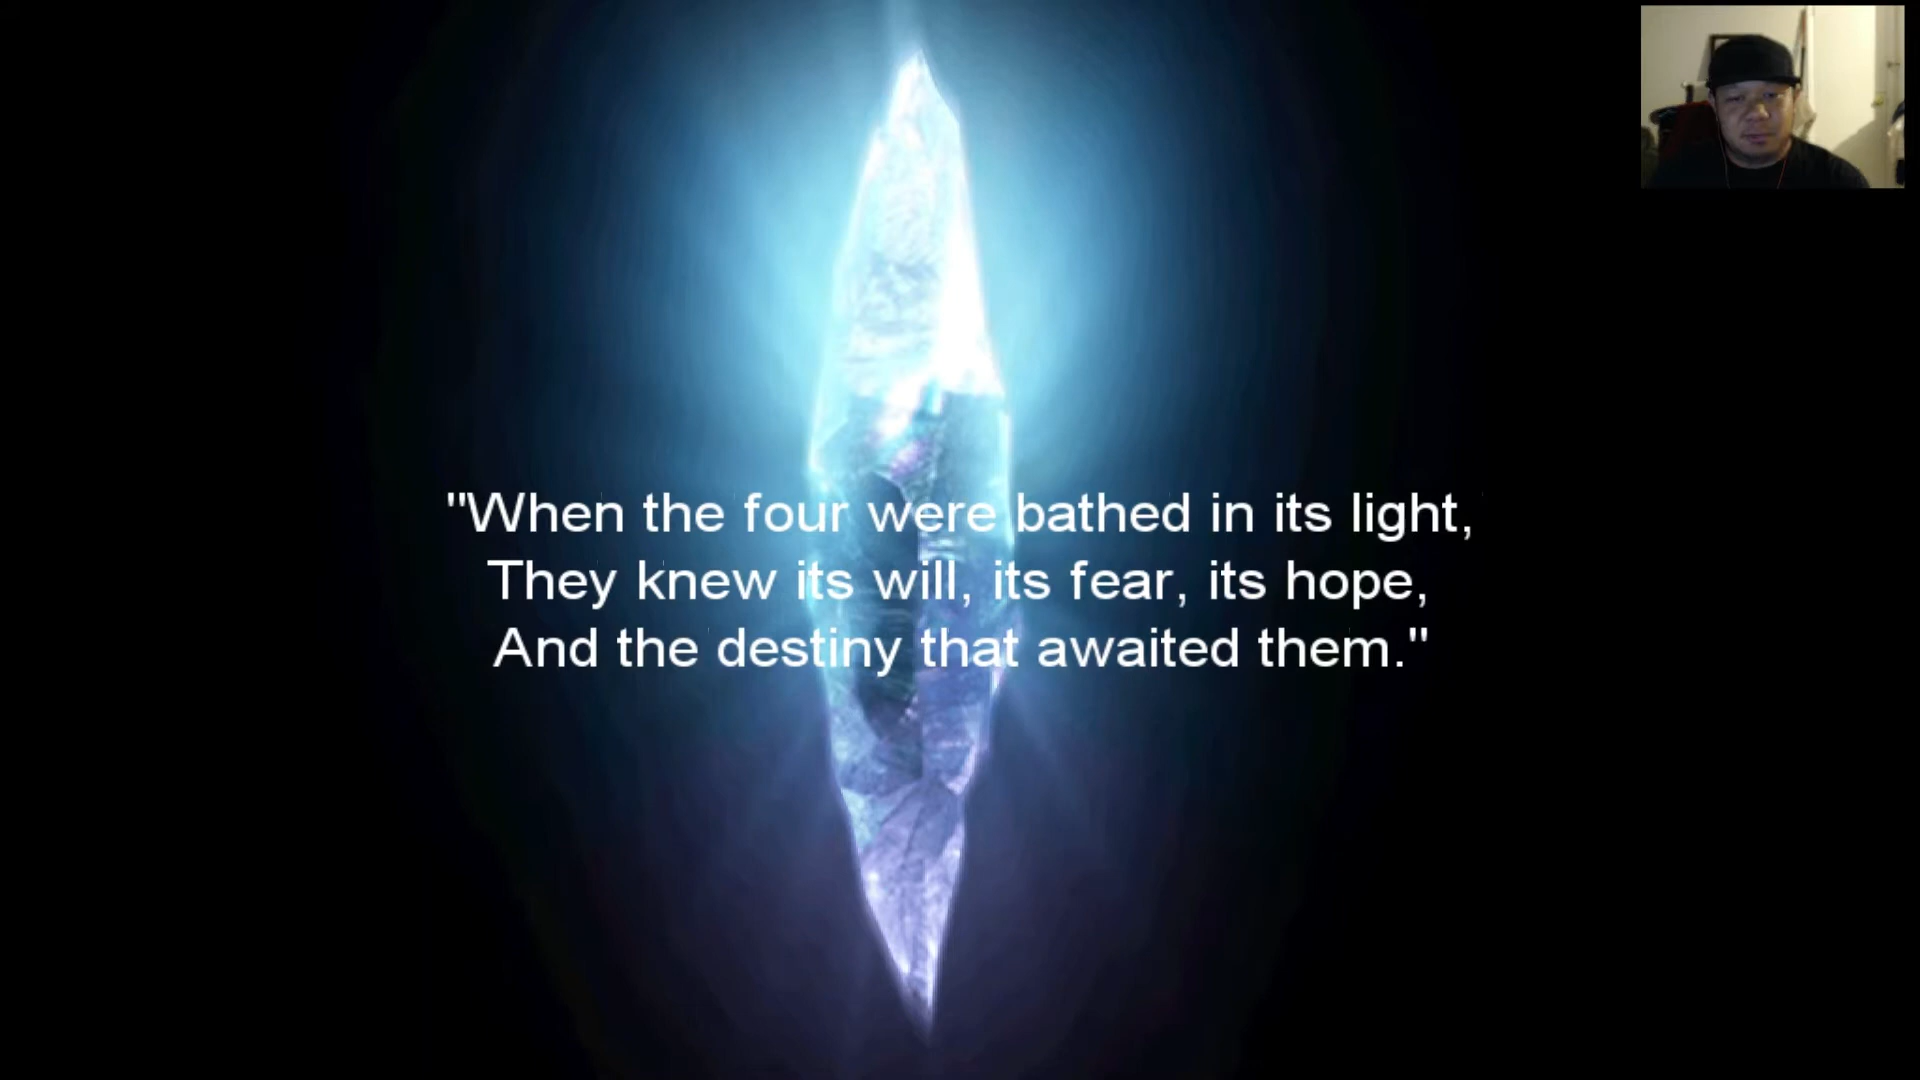 "When the four were bathed in its light,
They knew its will, its fear, its hope,
And the destiny that awaited them."